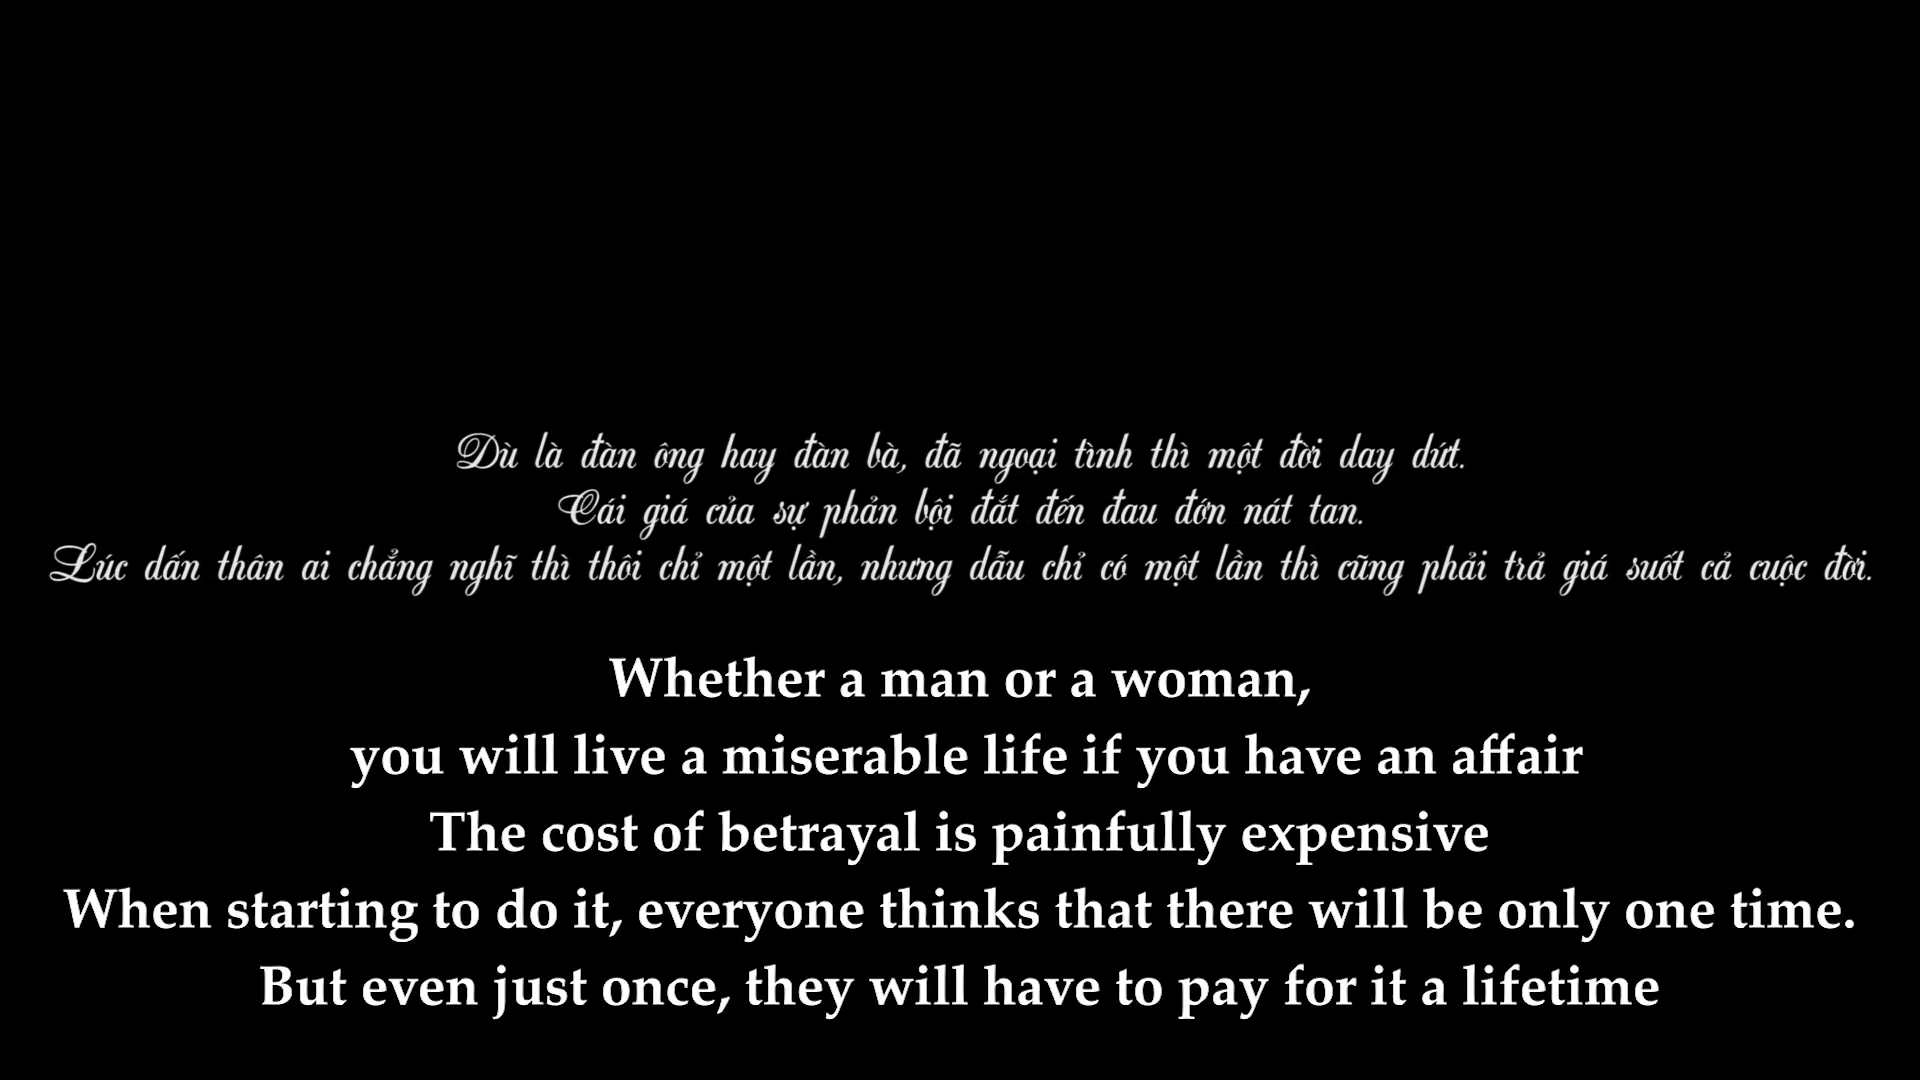 Dù là đàn ông hay đàn bà, đã ngoại tình thì một đời day dứt.
Cái giá của sự phản bội đắt đến đau đớn nát tan.
Lúc dấn thân ai chẳng nghĩ thì thôi chỉ một lần, nhưng dẫu chỉ có một lần thì cũng phải trả giá suốt cả cuộc đời.
Whether a man or a woman,
you will live a miserable life if you have an affair
The cost of betrayal is painfully expensive
When starting to do it, everyone thinks that there will be only one time.
But even just once, they will have to pay for it a lifetime